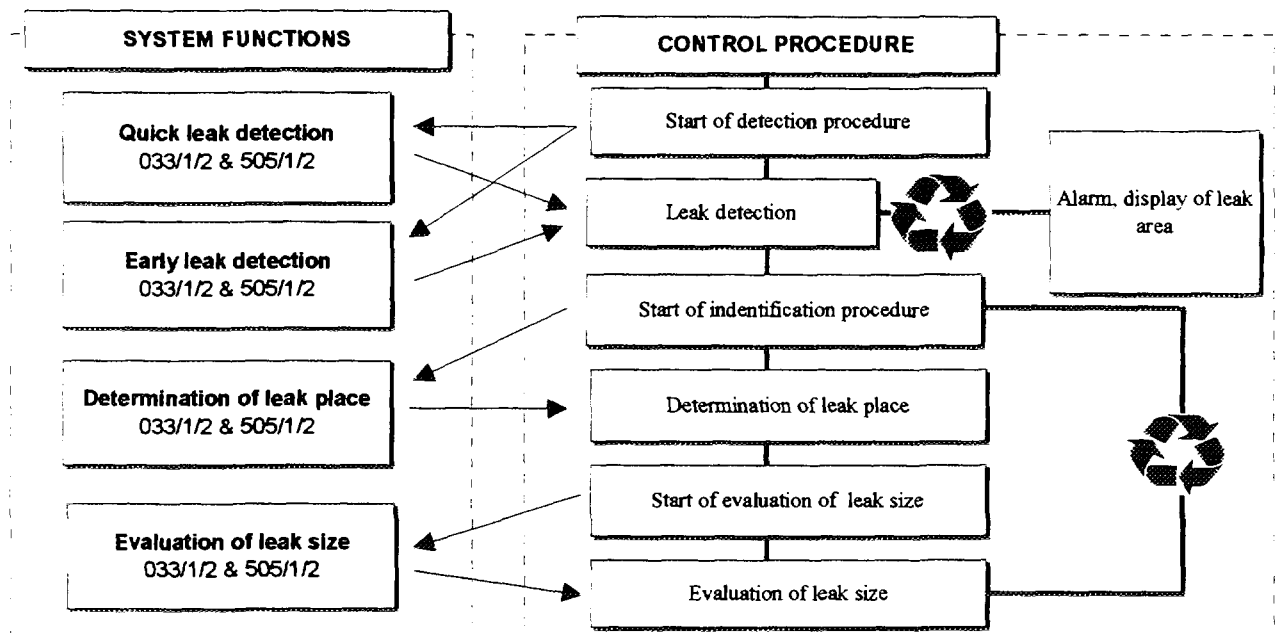 SYSTEM FUNCTIONS
Quick leak detection
033/1/2 & 505/1/2
Early leak detection
033/1/2 & 505/1/2
Determination of leak place
033/1/2 & 505/1/2
Evaluation of leak size
033/1/2 & 505/1/2
CONTROL PROCEDURE
Start of detection procedure
Leak detection
Alarm, display of leak
area
Start of indentification procedure
Determination of leak place
Start of evaluation of leak size
Evaluation of leak size